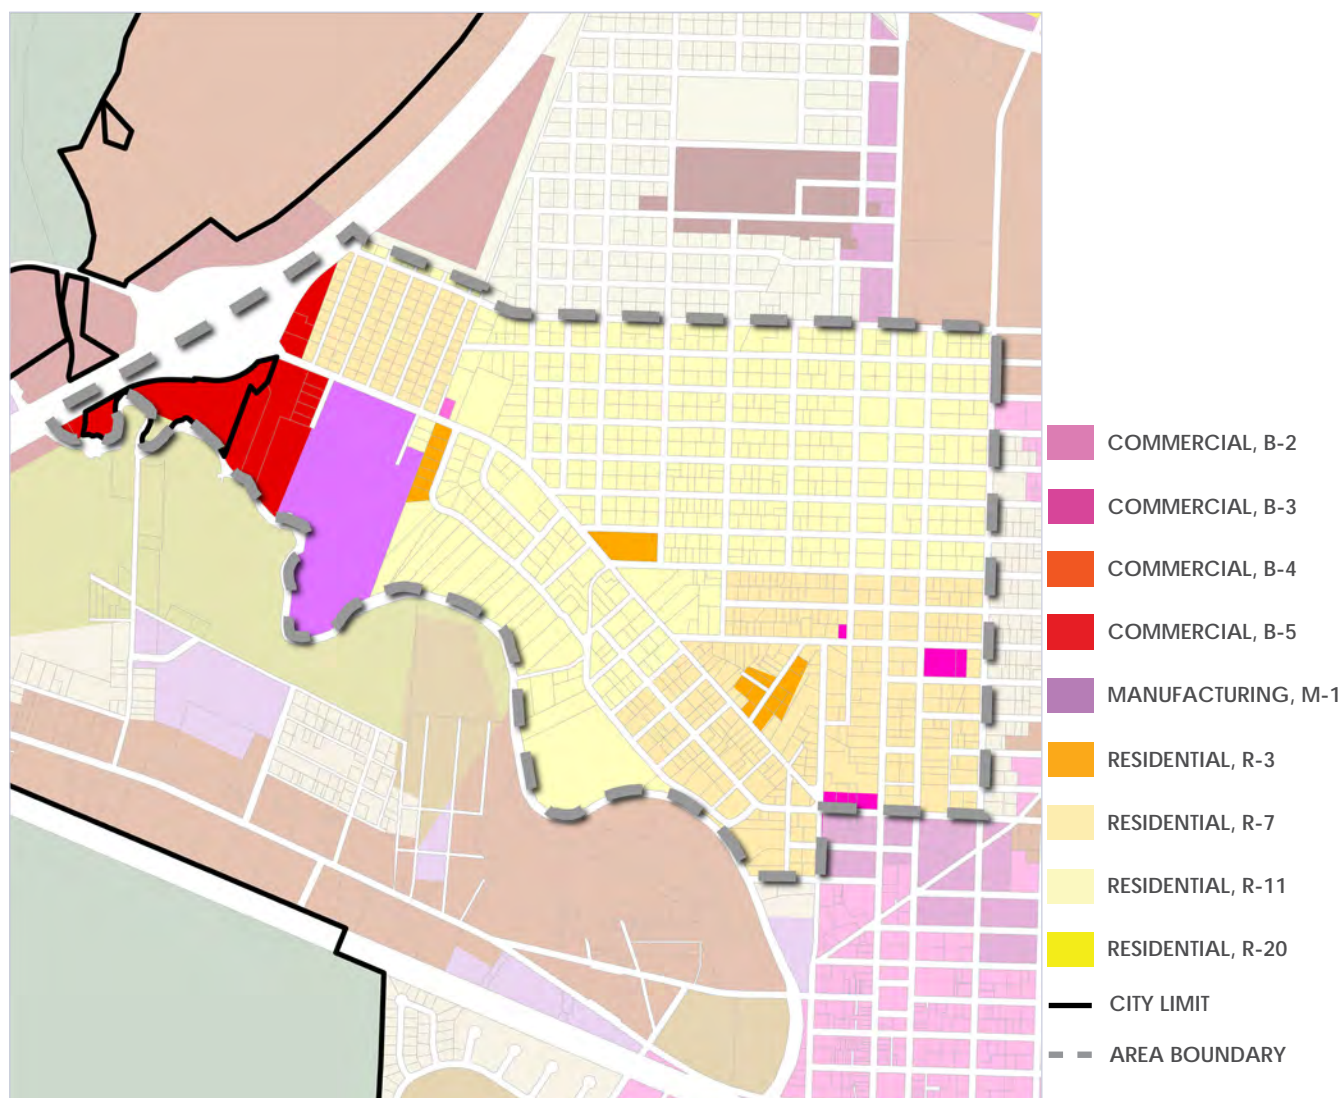 COMMERCIAL, B-2
COMMERCIAL, B-3
COMMERCIAL, B-4
COMMERCIAL, B-5
MANUFACTURING, M-1
RESIDENTIAL, R-3
RESIDENTIAL, R-7
RESIDENTIAL, R-11
RESIDENTIAL, R-20
CITY LIMIT
AREA BOUNDARY